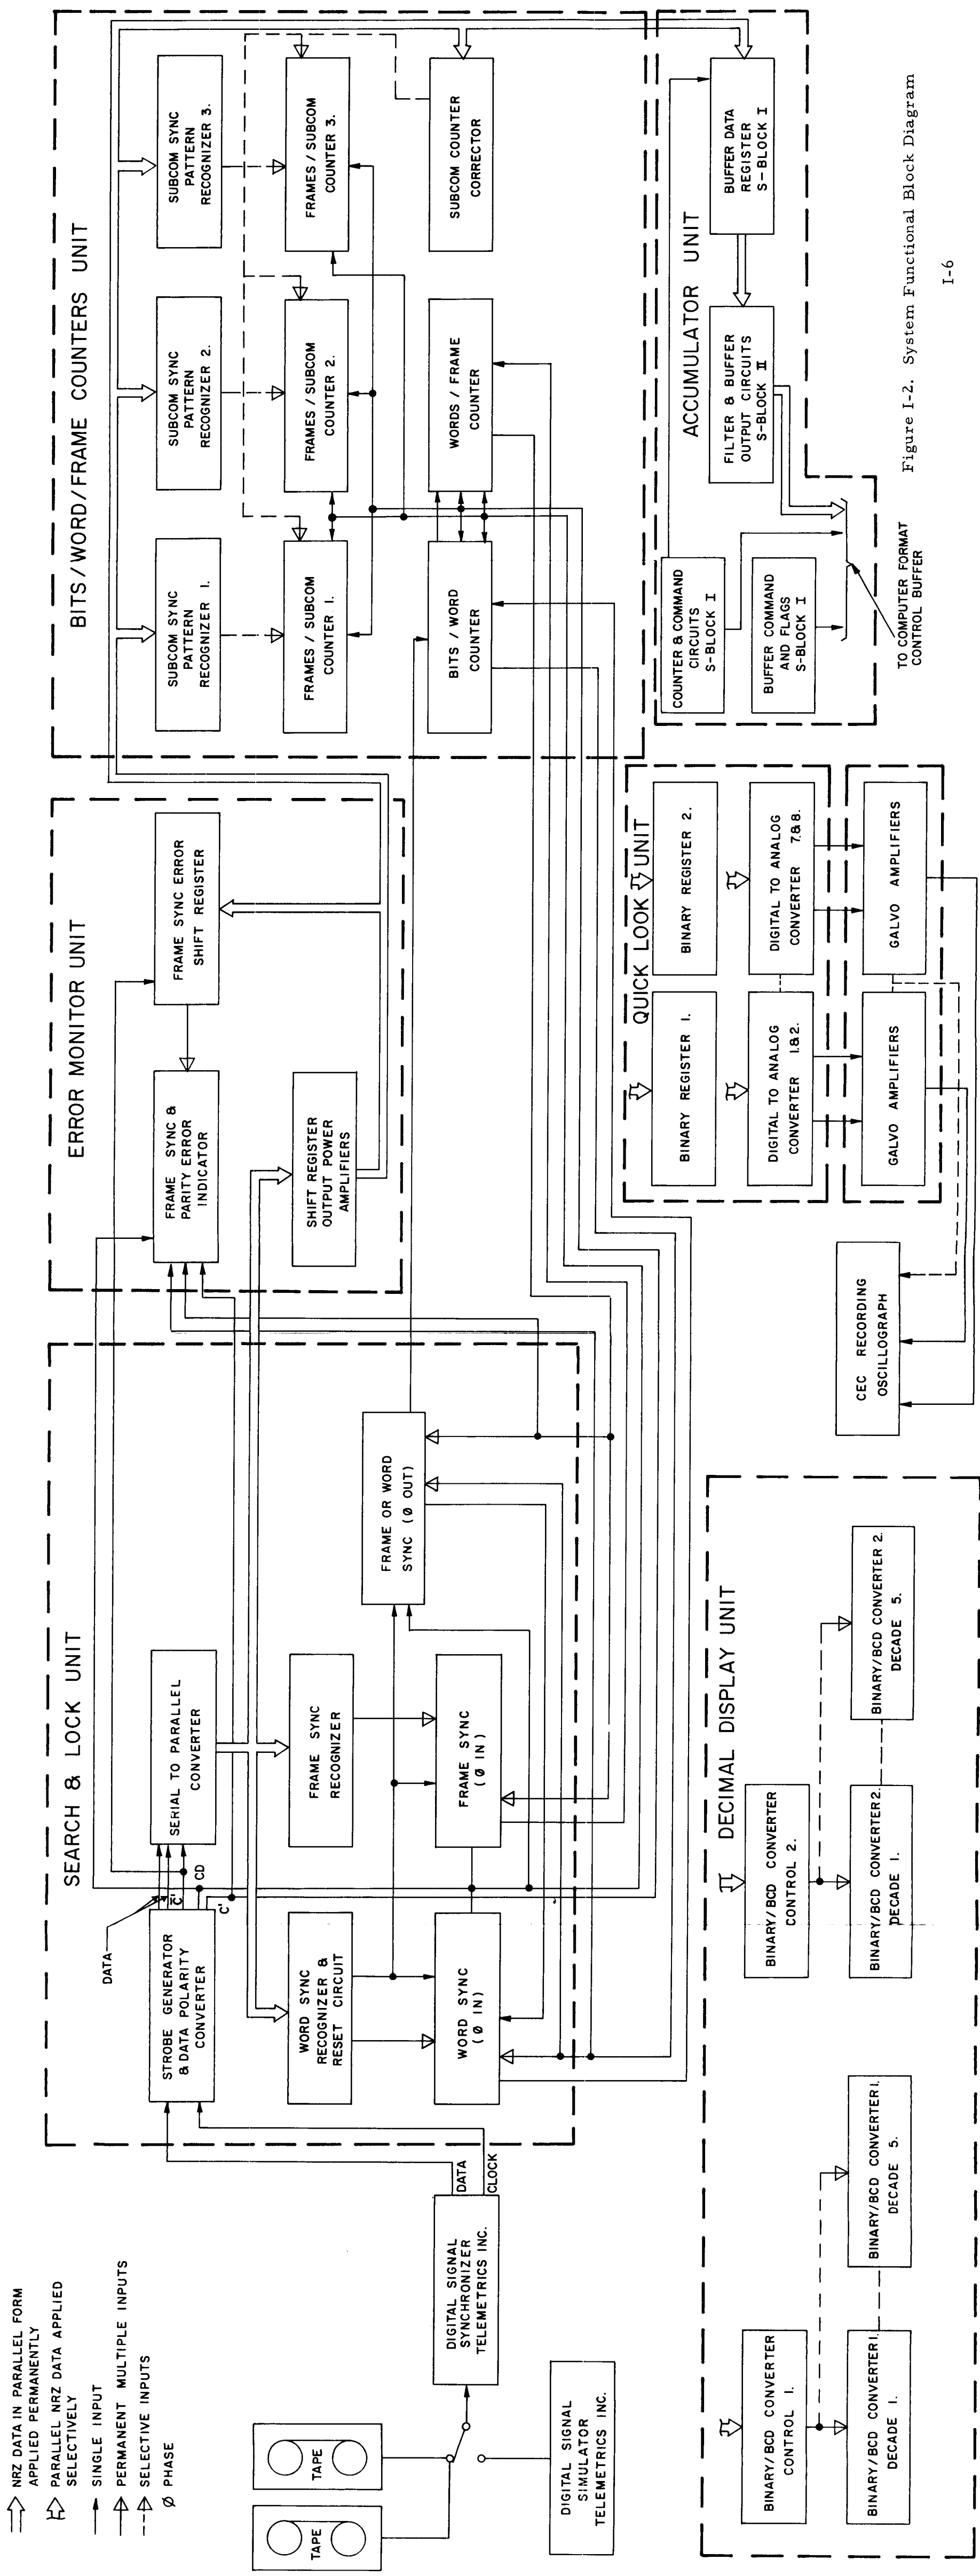 NRZ DATA IN PARALLEL FORM
APPLIED PERMANENTLY
PARALLEL NRZ DATA APPLIED
SELECTIVELY
SINGLE INPUT
PERMANENT MULTIPLE INPUTS
SELECTIVE INPUTS
Ø PHASE
TAPE
TAPE
DIGITAL SIGNAL
SIMULATOR
TELEMETRICS INC.
DIGITAL SIGNAL
SYNCHRONIZER
TELEMETRICS INC.
DATA
CLOCK
SEARCH & LOCK UNIT
DATA
STROBE GENERATOR
& DATA POLARITY
CONVERTER
C̅'
CD
C'
SERIAL TO PARALLEL
CONVERTER
WORD SYNC
RECOGNIZER &
RESET CIRCUIT
FRAME SYNC
RECOGNIZER
WORD SYNC
(Ø IN)
FRAME SYNC
(Ø IN)
FRAME OR WORD
SYNC (Ø OUT)
ERROR MONITOR UNIT
FRAME SYNC &
PARITY ERROR
INDICATOR
FRAME SYNC ERROR
SHIFT REGISTER
SHIFT REGISTER
OUTPUT POWER
AMPLIFIERS
BITS/WORD/FRAME COUNTERS UNIT
SUBCOM SYNC
PATTERN
RECOGNIZER 1.
SUBCOM SYNC
PATTERN
RECOGNIZER 2.
SUBCOM SYNC
PATTERN
RECOGNIZER 3.
FRAMES / SUBCOM
COUNTER 1.
FRAMES / SUBCOM
COUNTER 2.
FRAMES / SUBCOM
COUNTER 3.
BITS / WORD
COUNTER
WORDS / FRAME
COUNTER
SUBCOM COUNTER
CORRECTOR
DECIMAL DISPLAY UNIT
BINARY/BCD CONVERTER
CONTROL 1.
BINARY/BCD CONVERTER 1.
DECADE 1.
BINARY/BCD CONVERTER 1.
DECADE 5.
BINARY/BCD CONVERTER
CONTROL 2.
BINARY/BCD CONVERTER 2.
DECADE 1.
BINARY/BCD CONVERTER 2.
DECADE 5.
CEC RECORDING
OSCILLOGRAPH
QUICK LOOK UNIT
BINARY REGISTER 1.
BINARY REGISTER 2.
DIGITAL TO ANALOG
CONVERTER 1.&2.
DIGITAL TO ANALOG
CONVERTER 7.&8.
GALVO AMPLIFIERS
GALVO AMPLIFIERS
ACCUMULATOR UNIT
COUNTER & COMMAND
CIRCUITS
S-BLOCK I
BUFFER COMMAND
AND FLAGS
S-BLOCK I
FILTER & BUFFER
OUTPUT CIRCUITS
S-BLOCK II
BUFFER DATA
REGISTER
S-BLOCK I
TO COMPUTER FORMAT
CONTROL BUFFER
Figure I-2. System Functional Block Diagram
I-6